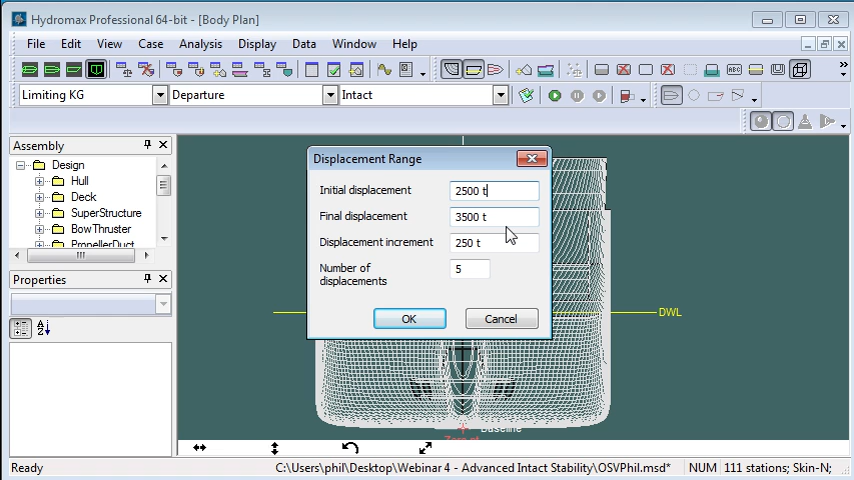 Hydromax Professional 64-bit - [Body Plan]
File Edit View Case Analysis Display Data Window Help
ABC
Limiting KG Departure Intact
Assembly
Design
Hull
Deck
SuperStructure
BowThruster
PropellerDuct
Properties
Displacement Range
Initial displacement 2500 t
Final displacement 3500 t
Displacement increment 250 t
Number of displacements 5
OK Cancel
DWL
Baseline
Ready C:\Users\phil\Desktop\Webinar 4 - Advanced Intact Stability\OSVPhil.msd* NUM 111 stations; Skin-N;